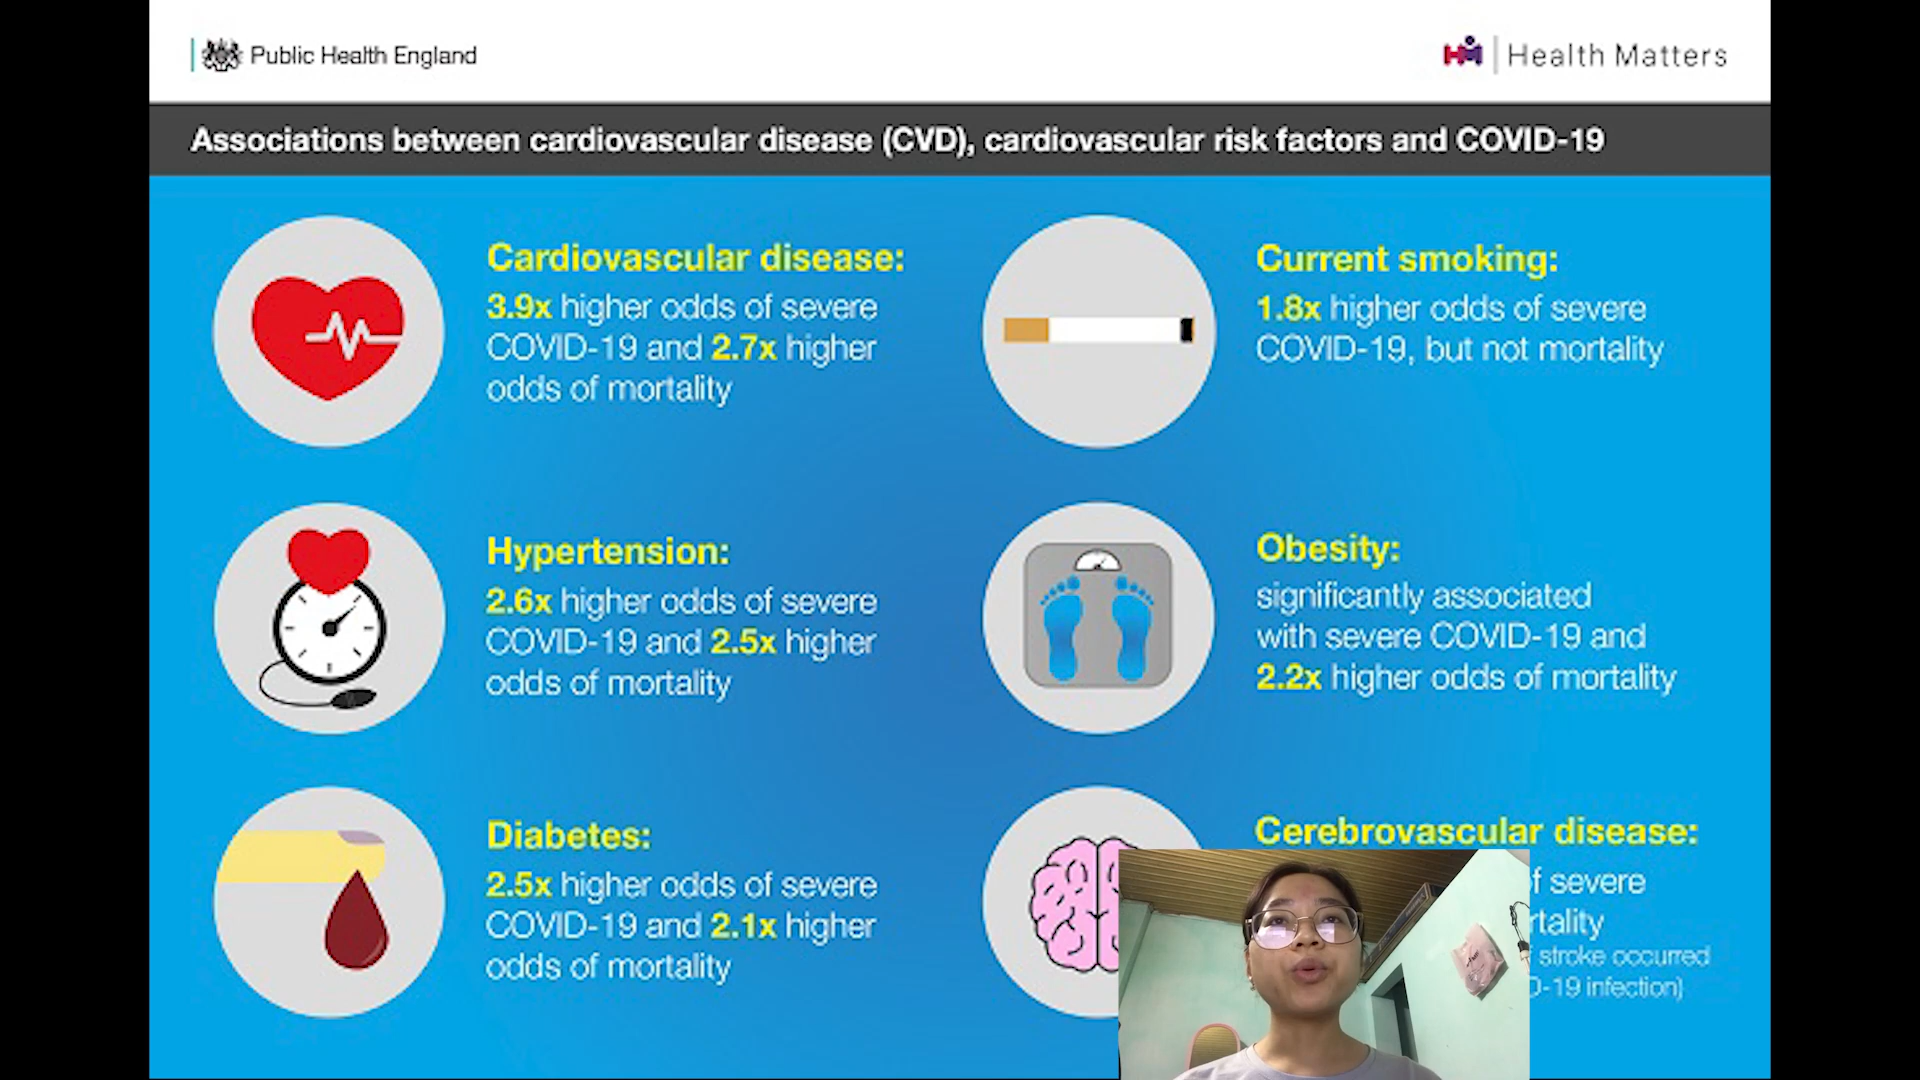 Public Health England
Health Matters
Associations between cardiovascular disease (CVD), cardiovascular risk factors and COVID-19
Cardiovascular disease:
3.9x higher odds of severe
COVID-19 and 2.7x higher
odds of mortality
Current smoking:
1.8x higher odds of severe
COVID-19, but not mortality
Hypertension:
2.6x higher odds of severe
COVID-19 and 2.5x higher
odds of mortality
Obesity:
significantly associated
with severe COVID-19 and
2.2x higher odds of mortality
Diabetes:
2.5x higher odds of severe
COVID-19 and 2.1x higher
odds of mortality
Cerebrovascular disease:
severe
stroke occurred
infection)